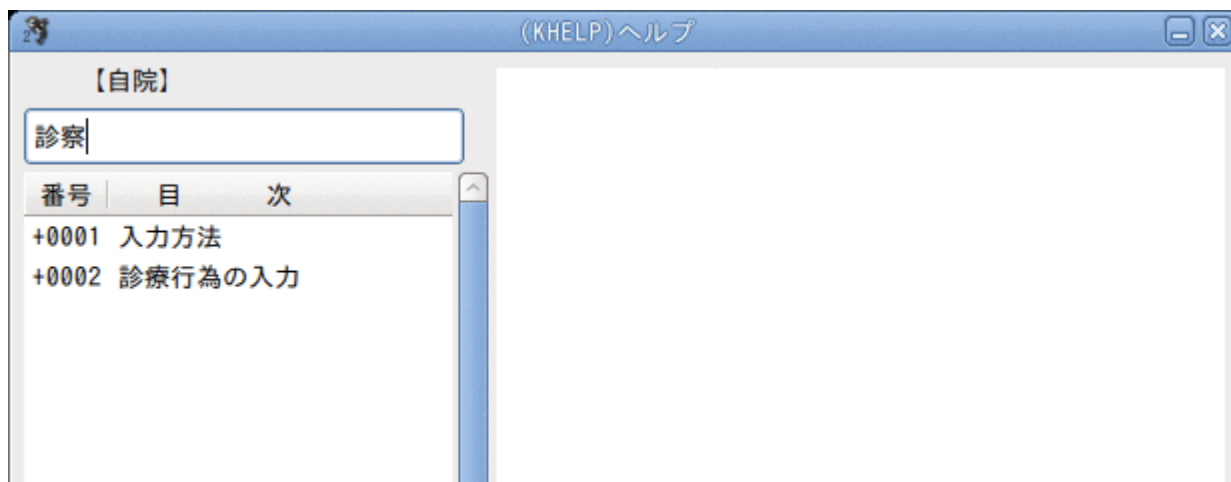 (KHELP)ヘルプ
【自院】
診察
番号 目 次
+0001 入力方法
+0002 診療行為の入力